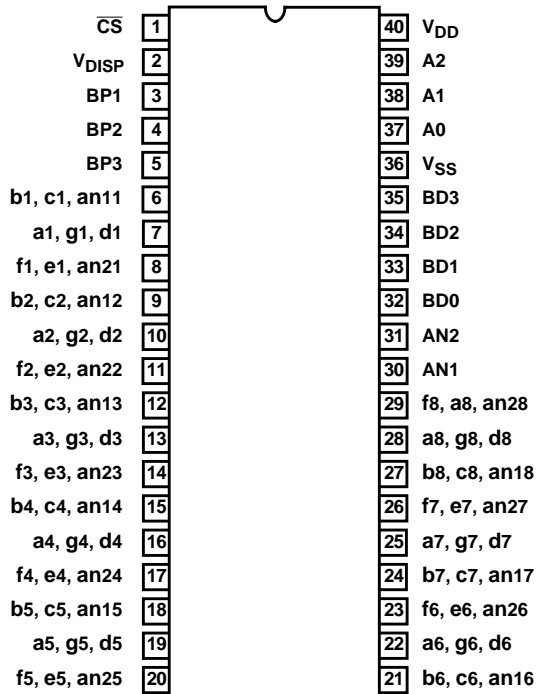 CS 1 40 VDD
VDISP 2 39 A2
BP1 3 38 A1
BP2 4 37 A0
BP3 5 36 VSS
b1, c1, an11 6 35 BD3
a1, g1, d1 7 34 BD2
f1, e1, an21 8 33 BD1
b2, c2, an12 9 32 BD0
a2, g2, d2 10 31 AN2
f2, e2, an22 11 30 AN1
b3, c3, an13 12 29 f8, a8, an28
a3, g3, d3 13 28 a8, g8, d8
f3, e3, an23 14 27 b8, c8, an18
b4, c4, an14 15 26 f7, e7, an27
a4, g4, d4 16 25 a7, g7, d7
f4, e4, an24 17 24 b7, c7, an17
b5, c5, an15 18 23 f6, e6, an26
a5, g5, d5 19 22 a6, g6, d6
f5, e5, an25 20 21 b6, c6, an16